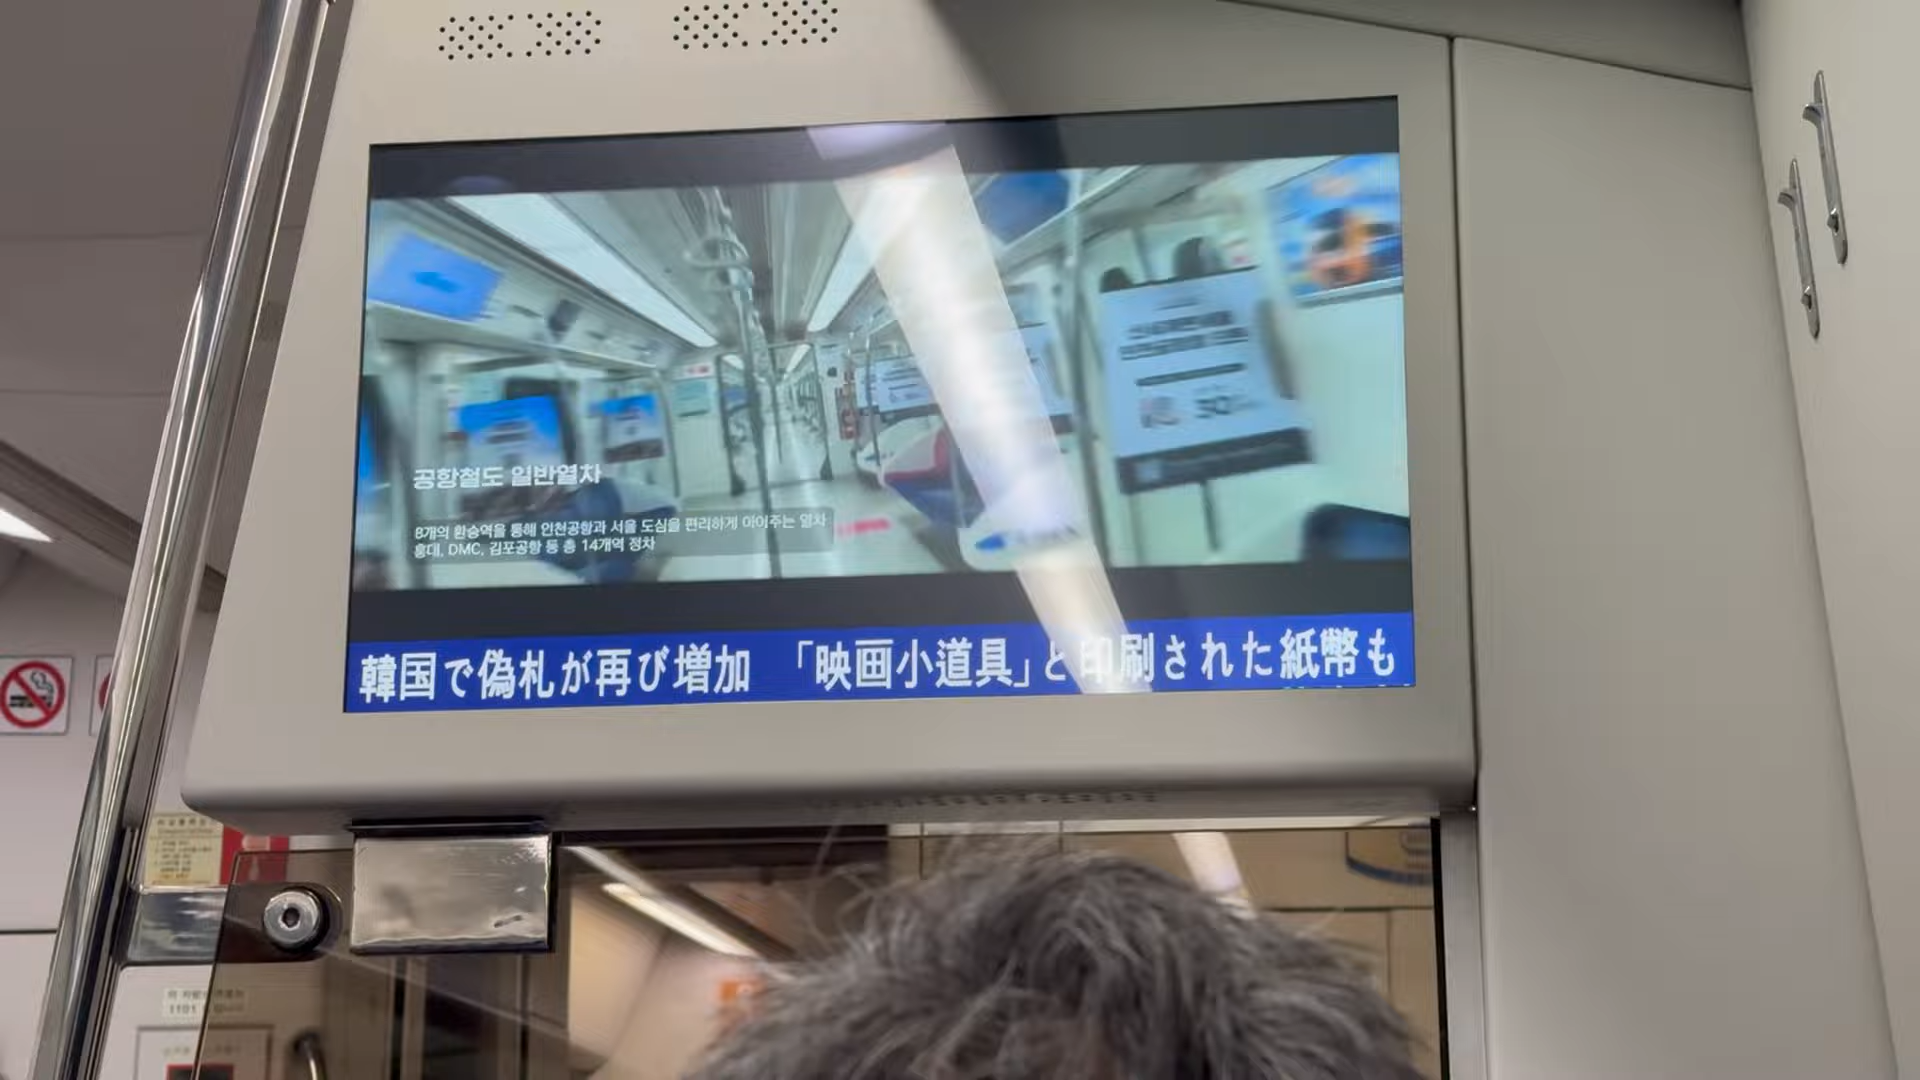 공항철도 일반열차
8개의 환승역을 통해 인천공항과 서울 도심을 편리하게 이어주는 열차
홍대, DMC, 김포공항 등 총 14개역 정차
韓国で偽札が再び増加 「映画小道具」と印刷された紙幣も